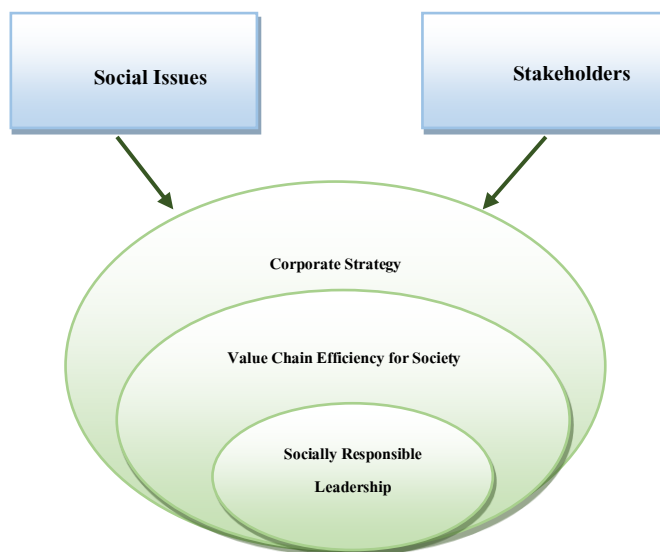 Social Issues
Stakeholders
Corporate Strategy
Value Chain Efficiency for Society
Socially Responsible
Leadership